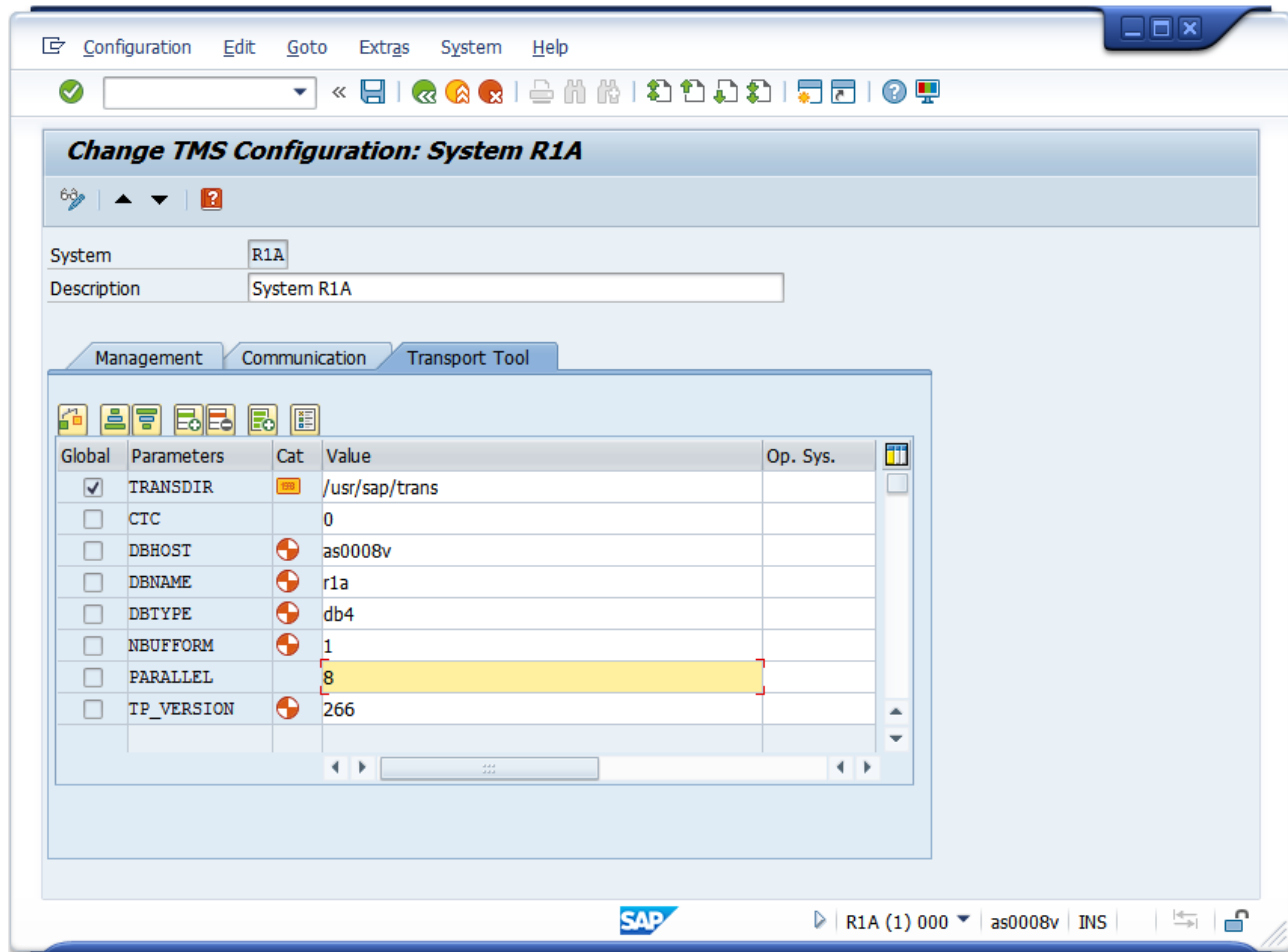 Configuration Edit Goto Extras System Help
Change TMS Configuration: System R1A
System R1A
Description System R1A
Management Communication Transport Tool
Global Parameters Cat Value Op. Sys.
TRANSDIR /usr/sap/trans
CTC 0
DBHOST as0008v
DBNAME r1a
DBTYPE db4
NBUFFORM 1
PARALLEL 8
TP_VERSION 266
SAP R1A (1) 000 as0008v INS